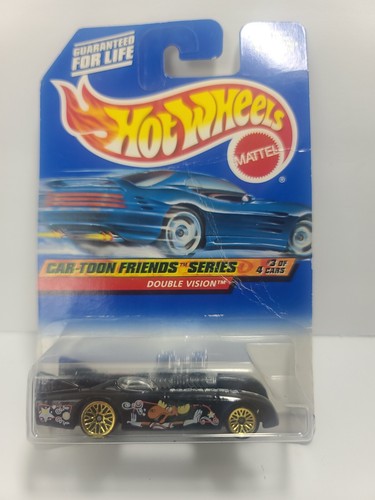 GUARANTEED
FOR LIFE
HOT WHEELS
MATTEL
®
CAR-TOON FRIENDS™ SERIES
#3 OF
4 CARS
DOUBLE VISION™